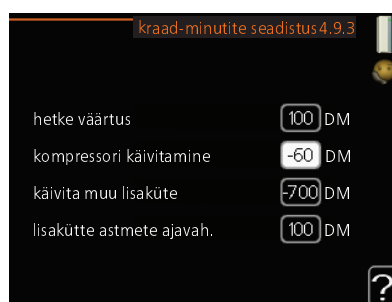 kraad-minutite seadistus 4.9.3
hetke väärtus 100 DM
kompressori käivitamine -60 DM
käivita muu lisaküte -700 DM
lisakütte astmete ajavah. 100 DM
?